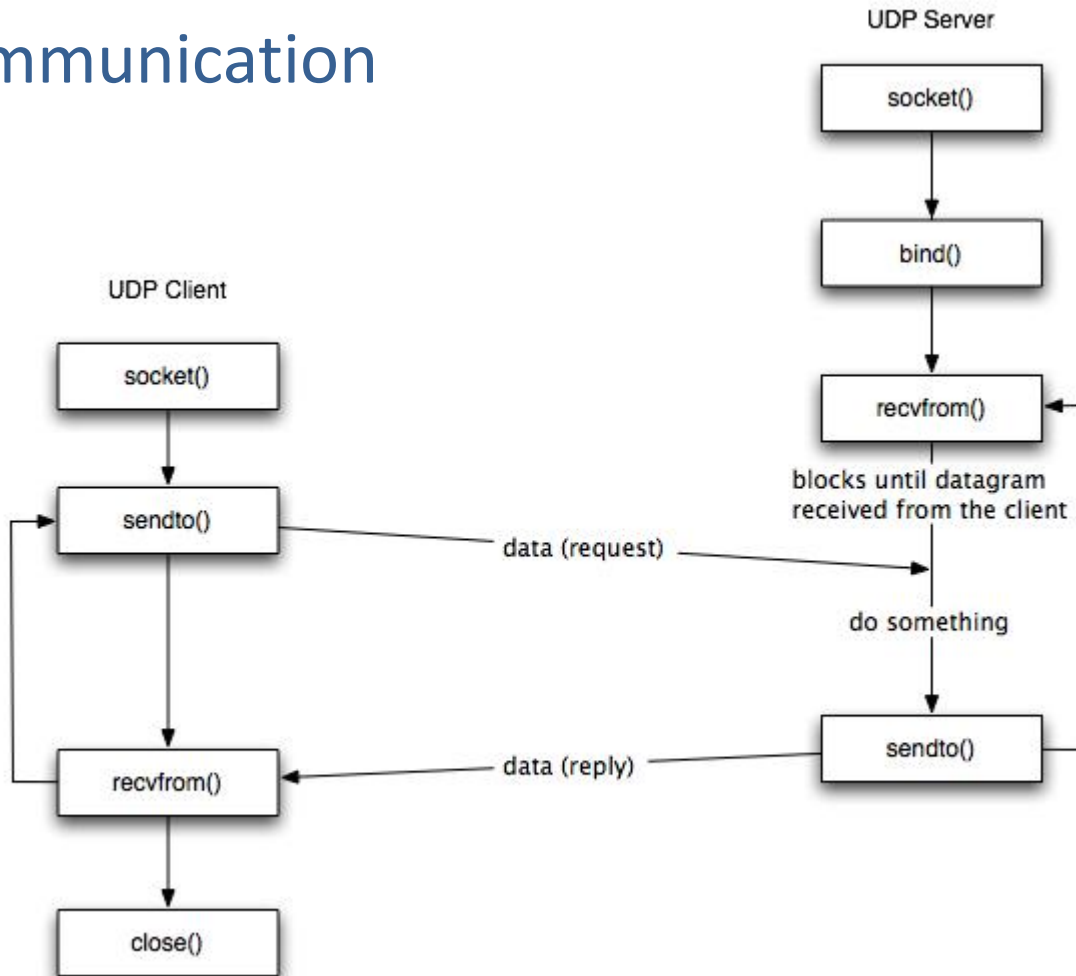 mmunication
UDP Server
socket()
bind()
UDP Client
socket()
recvfrom()
blocks until datagram
received from the client
sendto()
data (request)
do something
sendto()
data (reply)
recvfrom()
close()